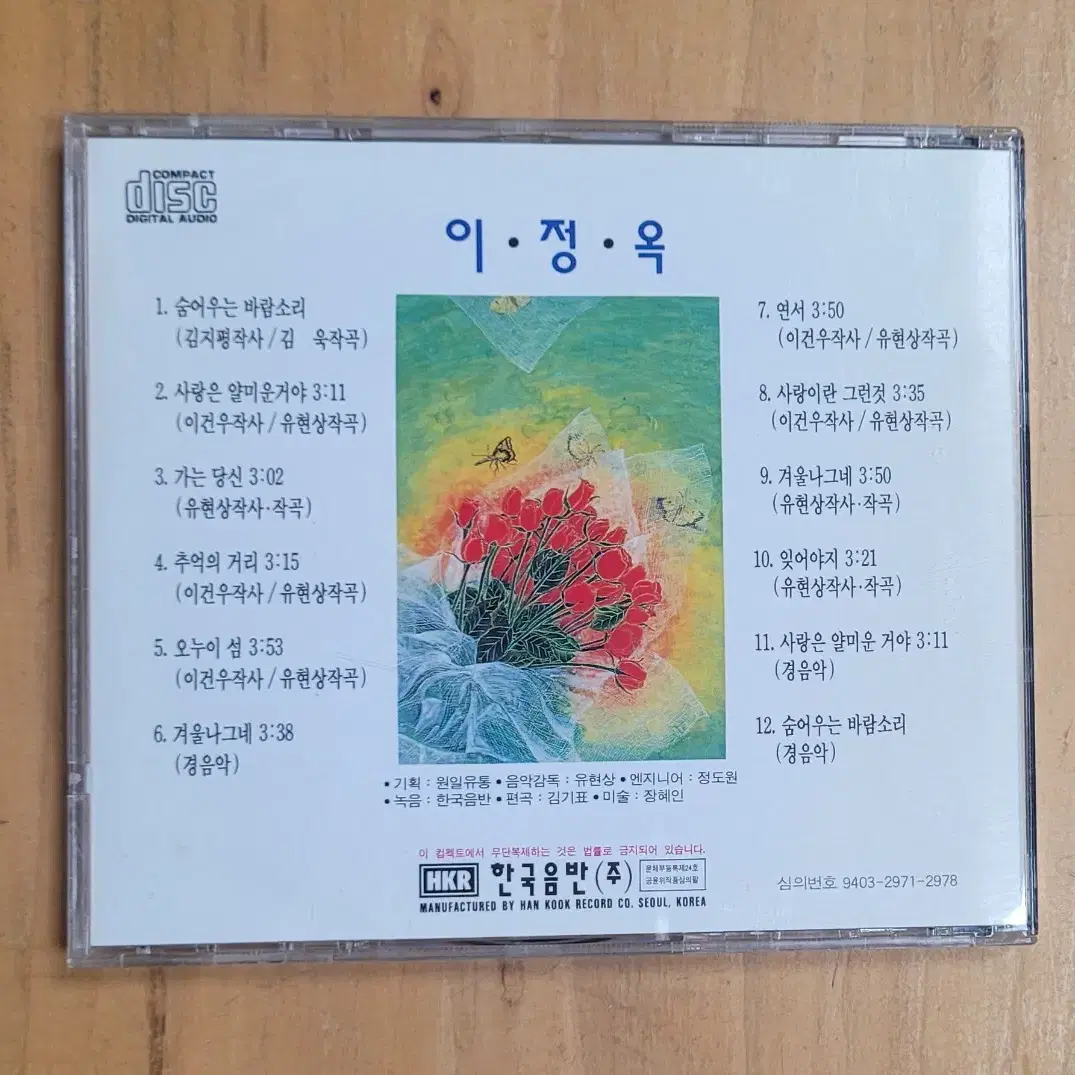 COMPACT
disc
DIGITAL AUDIO
이·정·옥
1. 숨어우는 바람소리
(김지평작사/김 욱작곡)
2. 사랑은 얄미운거야 3:11
(이건우작사/유현상작곡)
3. 가는 당신 3:02
(유현상작사·작곡)
4. 추억의 거리 3:15
(이건우작사/유현상작곡)
5. 오누이 섬 3:53
(이건우작사/유현상작곡)
6. 겨울나그네 3:38
(경음악)
7. 연서 3:50
(이건우작사/유현상작곡)
8. 사랑이란 그런것 3:35
(이건우작사/유현상작곡)
9. 겨울나그네 3:50
(유현상작사·작곡)
10. 잊어야지 3:21
(유현상작사·작곡)
11. 사랑은 얄미운 거야 3:11
(경음악)
12. 숨어우는 바람소리
(경음악)
•기획 : 원일유통 •음악감독 : 유현상 •엔지니어 : 정도원
•녹음 : 한국음반 •편곡 : 김기표 •미술 : 장혜인
이 컴팩트에서 무단복제하는 것은 법률로 금지되어 있습니다.
HKR 한국음반(주)
MANUFACTURED BY HAN KOOK RECORD CO. SEOUL, KOREA
심의번호 9403-2971-2978